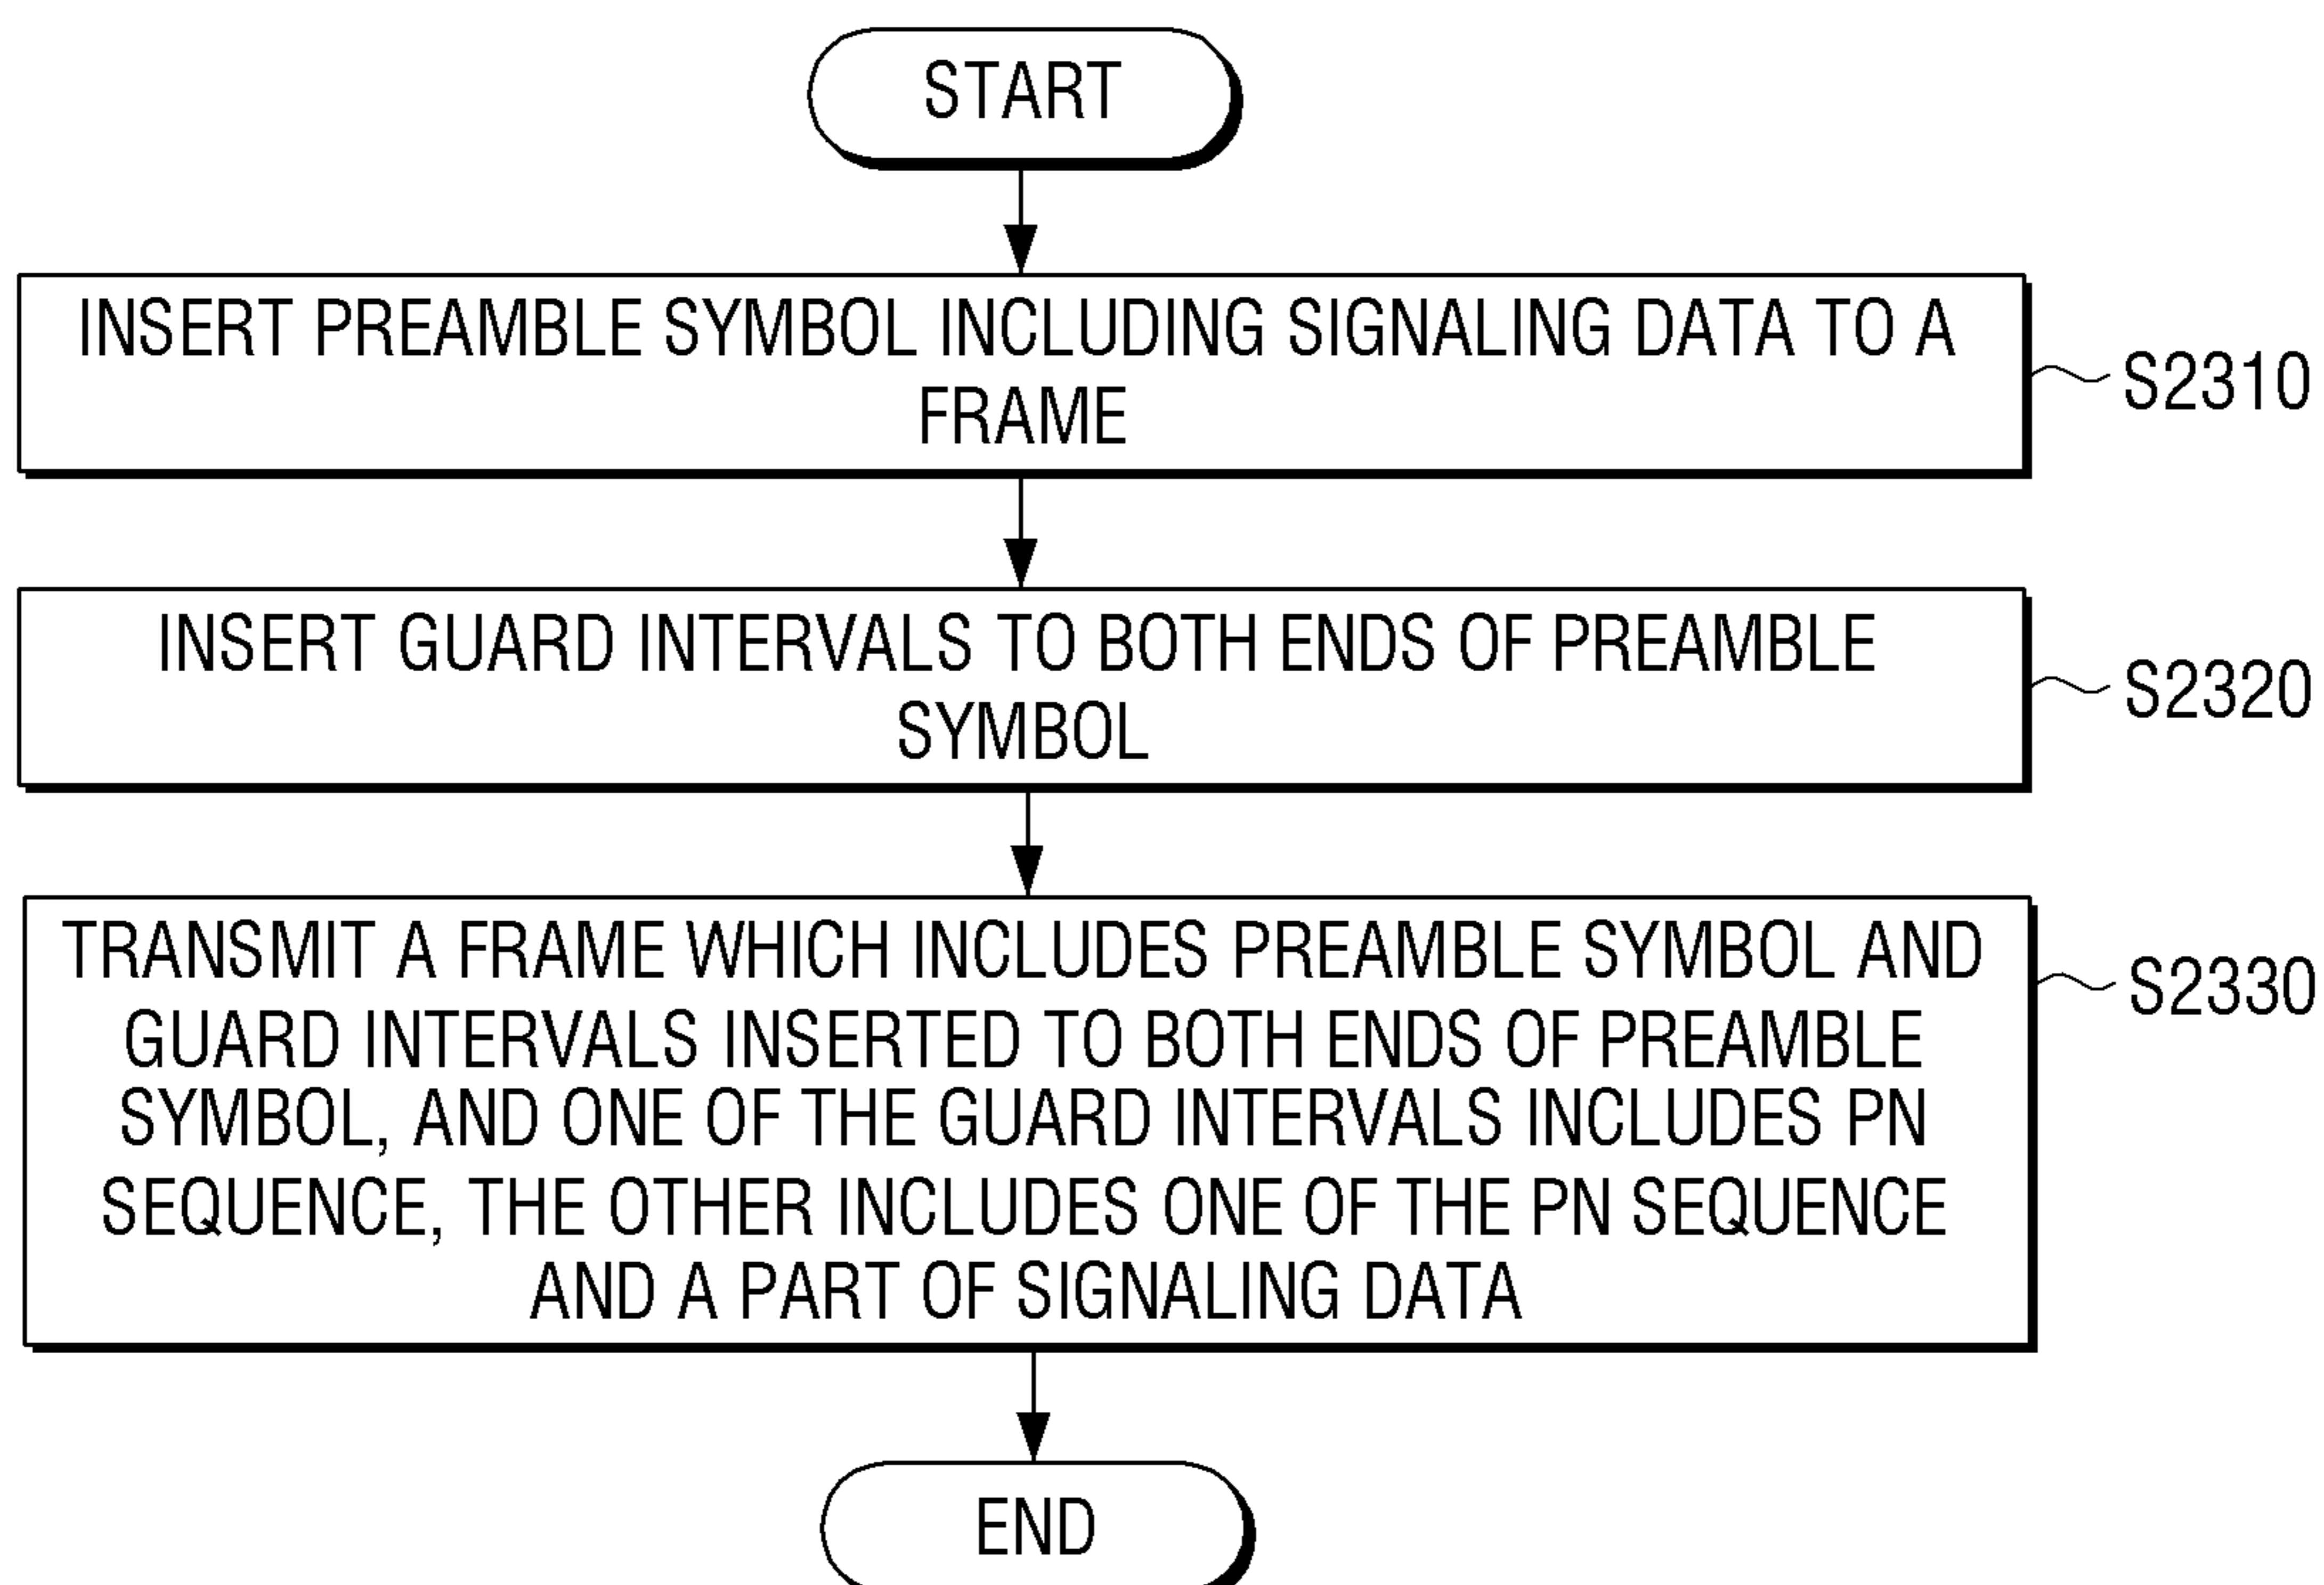 START
INSERT PREAMBLE SYMBOL INCLUDING SIGNALING DATA TO A
FRAME
S2310
INSERT GUARD INTERVALS TO BOTH ENDS OF PREAMBLE
SYMBOL
S2320
TRANSMIT A FRAME WHICH INCLUDES PREAMBLE SYMBOL AND
GUARD INTERVALS INSERTED TO BOTH ENDS OF PREAMBLE
SYMBOL, AND ONE OF THE GUARD INTERVALS INCLUDES PN
SEQUENCE, THE OTHER INCLUDES ONE OF THE PN SEQUENCE
AND A PART OF SIGNALING DATA
S2330
END